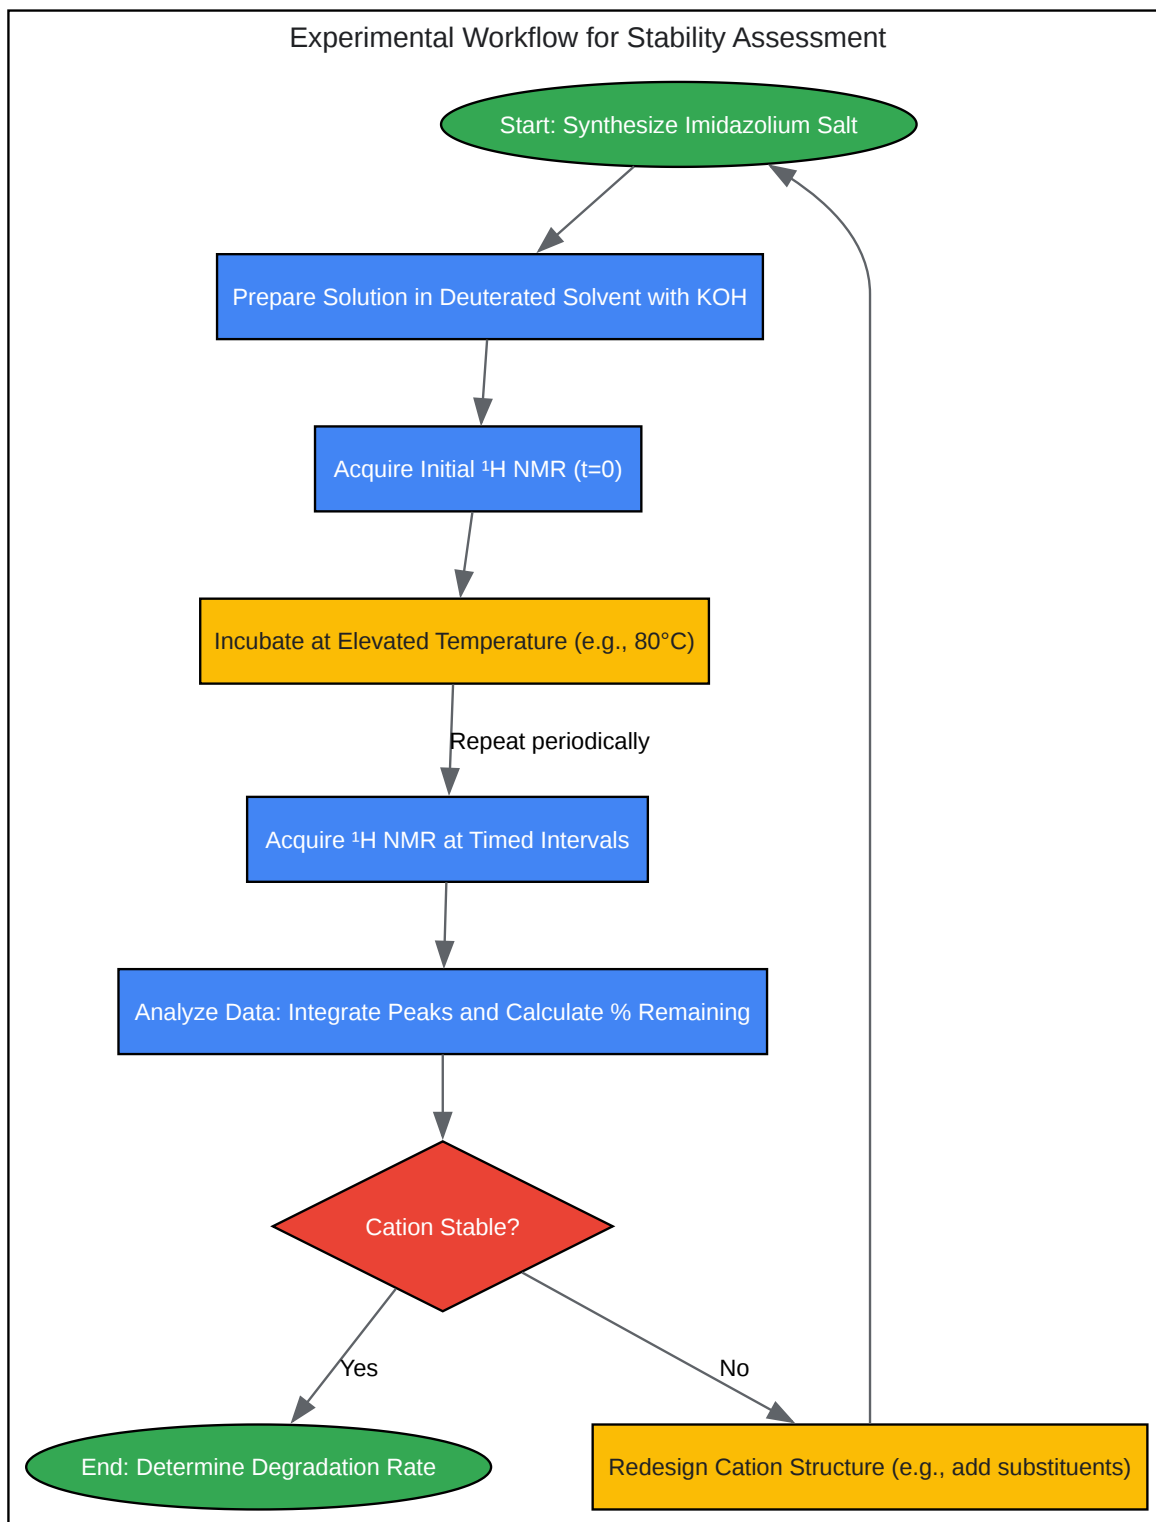 Experimental Workflow for Stability Assessment
Start: Synthesize Imidazolium Salt
Prepare Solution in Deuterated Solvent with KOH
Acquire Initial ¹H NMR (t=0)
Incubate at Elevated Temperature (e.g., 80°C)
Repeat periodically
Acquire ¹H NMR at Timed Intervals
Analyze Data: Integrate Peaks and Calculate % Remaining
Cation Stable?
Yes
No
End: Determine Degradation Rate
Redesign Cation Structure (e.g., add substituents)